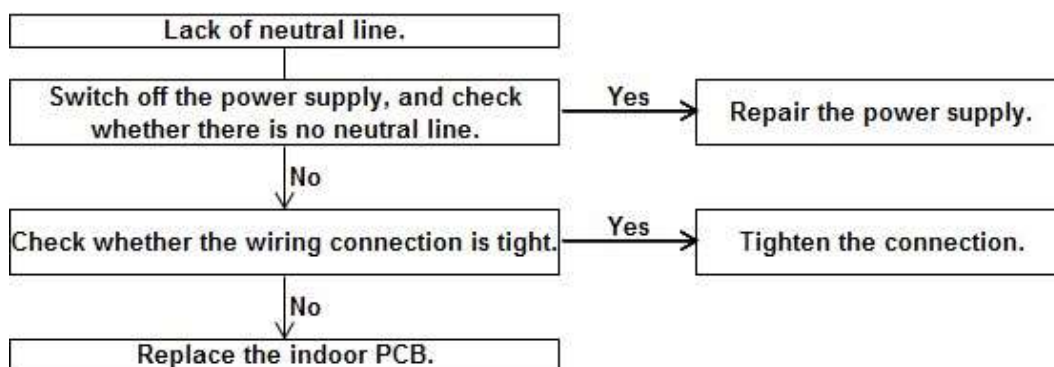 Lack of neutral line.
Switch off the power supply, and check
whether there is no neutral line.
Yes
Repair the power supply.
No
Check whether the wiring connection is tight.
Yes
Tighten the connection.
No
Replace the indoor PCB.